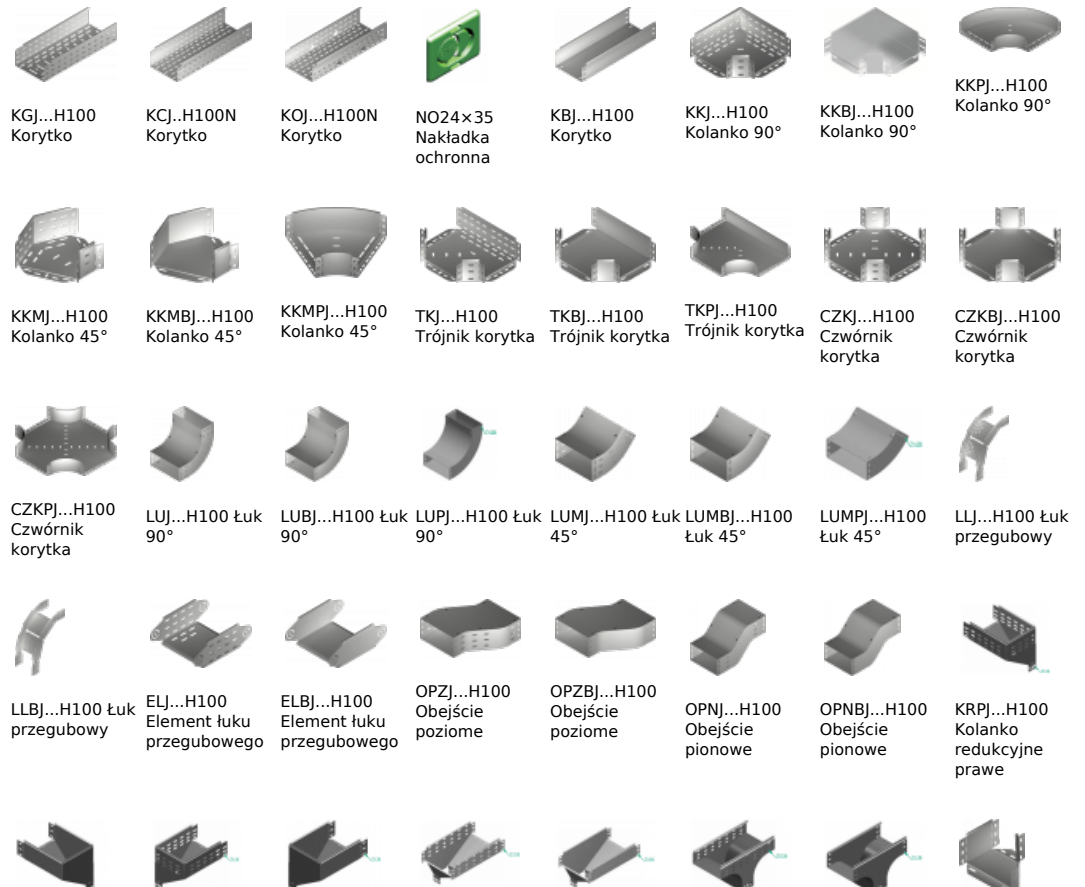 KGJ...H100
Korytko
KCJ..H100N
Korytko
KOJ...H100N
Korytko
NO24×35
Nakładka
ochronna
KBJ...H100
Korytko
KKJ...H100
Kolanko 90°
KKBJ...H100
Kolanko 90°
KKPJ...H100
Kolanko 90°
KKMJ...H100
Kolanko 45°
KKMBJ...H100
Kolanko 45°
KKMPJ...H100
Kolanko 45°
TKJ...H100
Trójnik korytka
TKBJ...H100
Trójnik korytka
TKPJ...H100
Trójnik korytka
CZKJ...H100
Czwórnik
korytka
CZKBJ...H100
Czwórnik
korytka
CZKPJ...H100
Czwórnik
korytka
LUJ...H100 Łuk
90°
LUBJ...H100 Łuk
90°
LUPJ...H100 Łuk
90°
LUMJ...H100 Łuk
45°
LUMBJ...H100
Łuk 45°
LUMPJ...H100
Łuk 45°
LLJ...H100 Łuk
przegubowy
LLBJ...H100 Łuk
przegubowy
ELJ...H100
Element łuku
przegubowego
ELBJ...H100
Element łuku
przegubowego
OPZJ...H100
Obejście
poziome
OPZBJ...H100
Obejście
poziome
OPNJ...H100
Obejście
pionowe
OPNBJ...H100
Obejście
pionowe
KRPJ...H100
Kolanko
redukcyjne
prawe